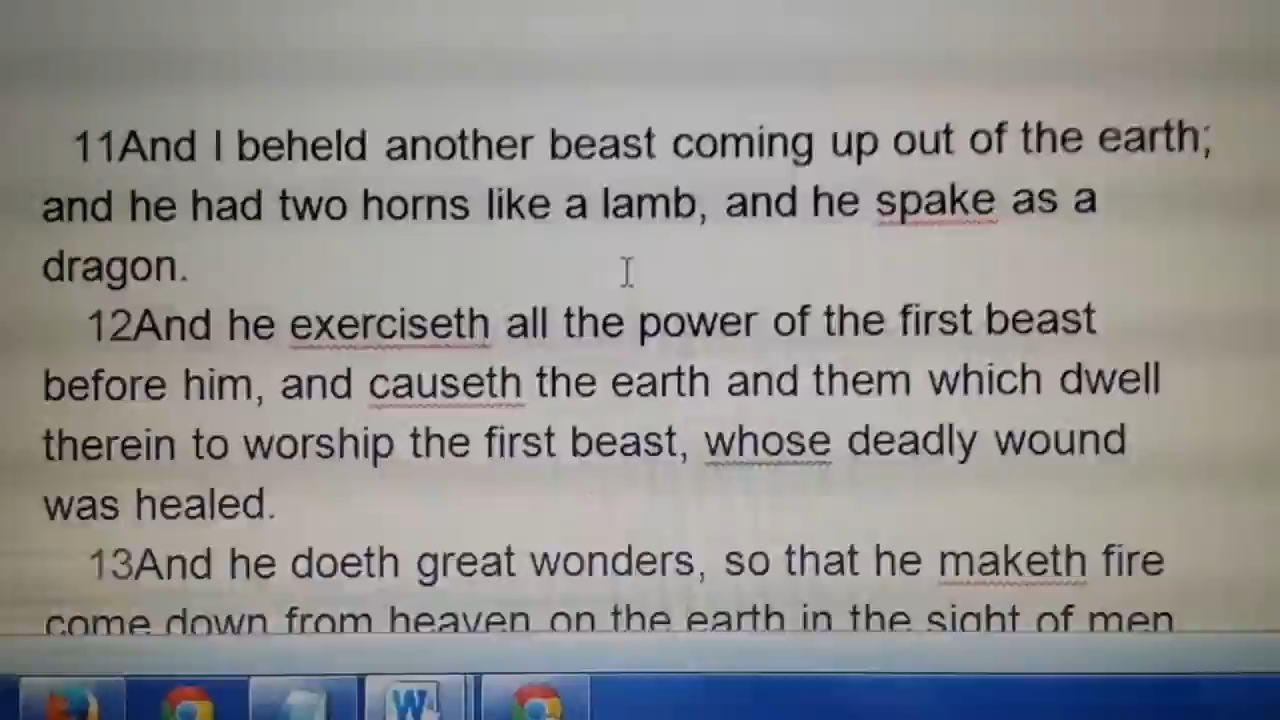 11And I beheld another beast coming up out of the earth;
and he had two horns like a lamb, and he spake as a
dragon.
12And he exerciseth all the power of the first beast
before him, and causeth the earth and them which dwell
therein to worship the first beast, whose deadly wound
was healed.
13And he doeth great wonders, so that he maketh fire
come down from heaven on the earth in the sight of men
W